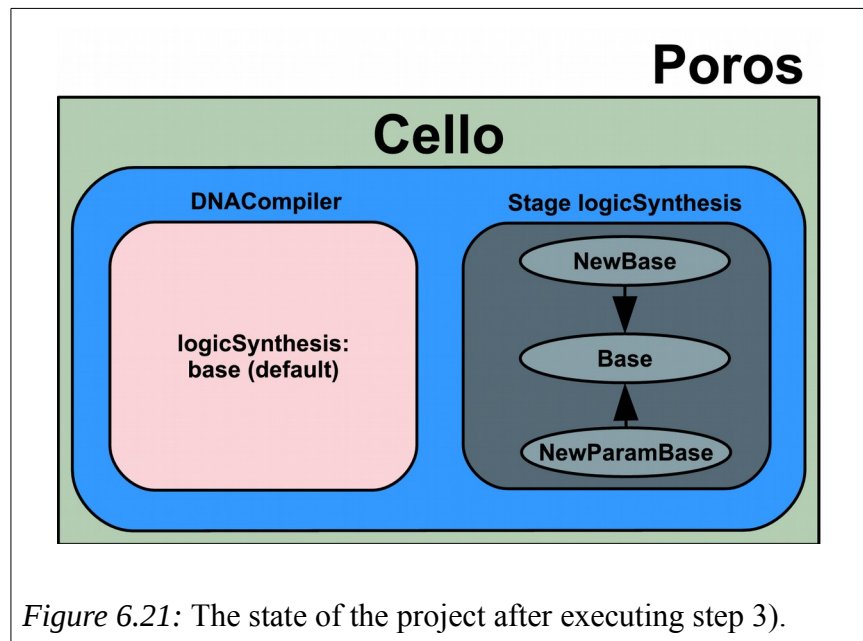 Poros
Cello
DNACompiler
logicSynthesis:
base (default)
Stage logicSynthesis
NewBase
Base
NewParamBase
Figure 6.21: The state of the project after executing step 3).